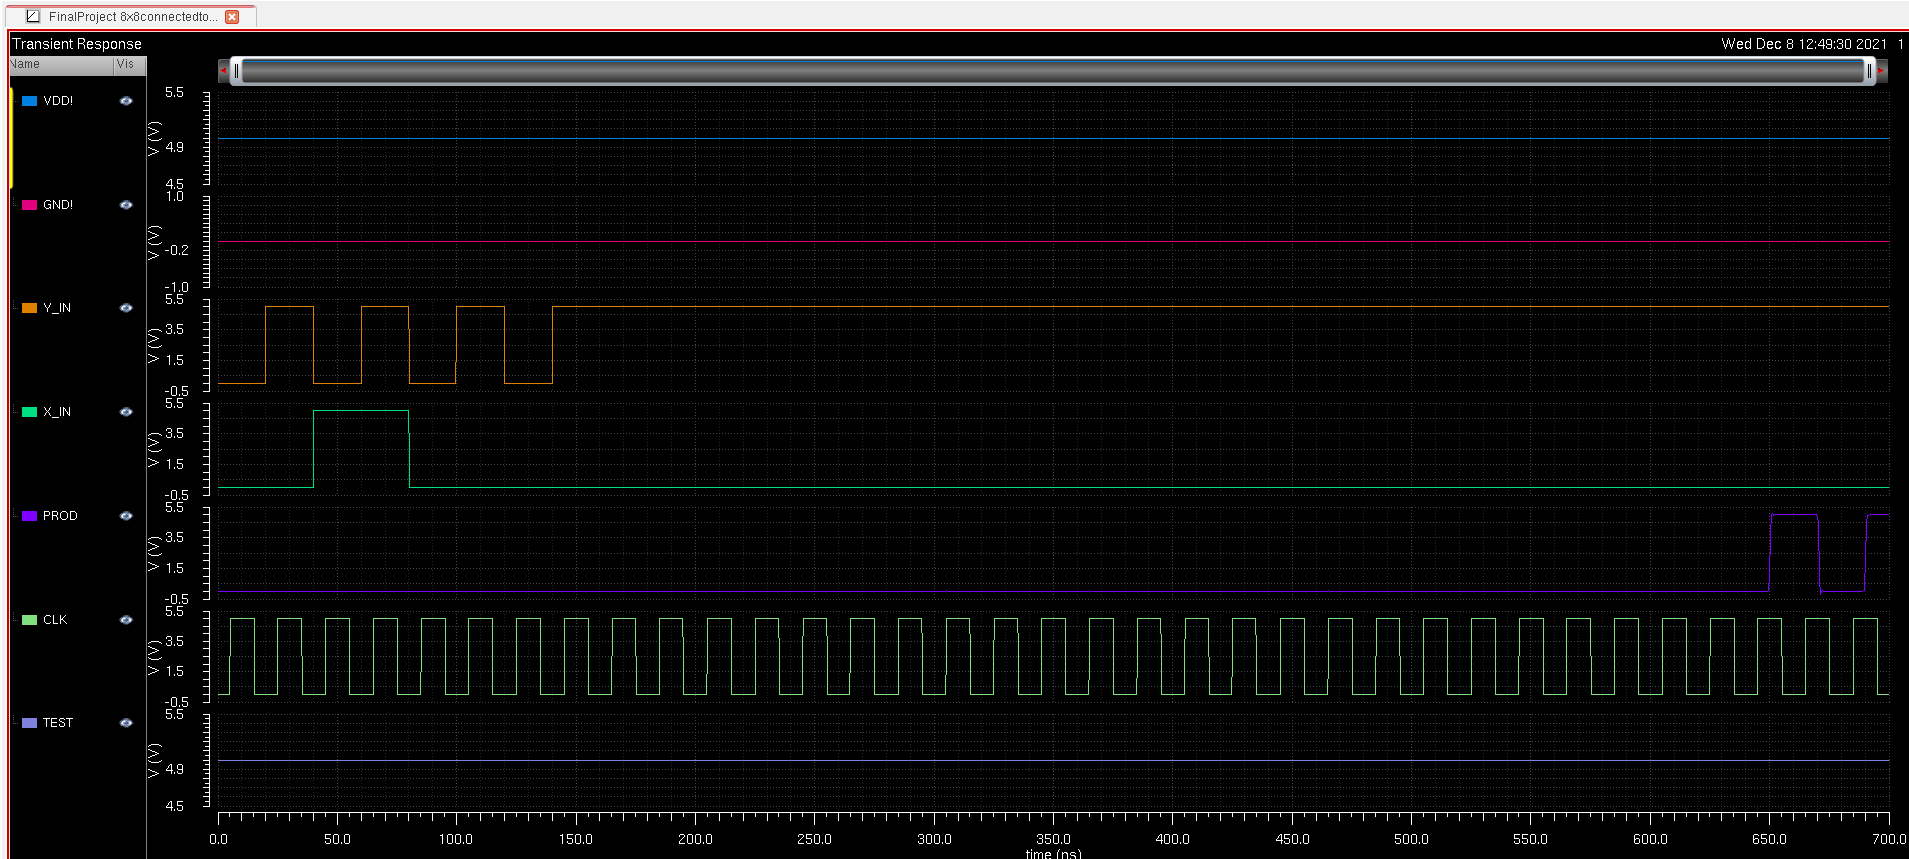 FinalProject 8x8connectedto...
Transient Response
Wed Dec 8 12:49:30 2021 1
Name Vis
VDD!
5.5
V (V)
4.9
4.5
GND!
1.0
V (V)
-0.2
-1.0
Y_IN
5.5
3.5
V (V)
1.5
-0.5
X_IN
5.5
3.5
V (V)
1.5
-0.5
PROD
5.5
3.5
V (V)
1.5
-0.5
CLK
5.5
3.5
V (V)
1.5
-0.5
TEST
5.5
V (V)
4.9
4.5
0.0 50.0 100.0 150.0 200.0 250.0 300.0 350.0 400.0 450.0 500.0 550.0 600.0 650.0 700.0
time (ns)